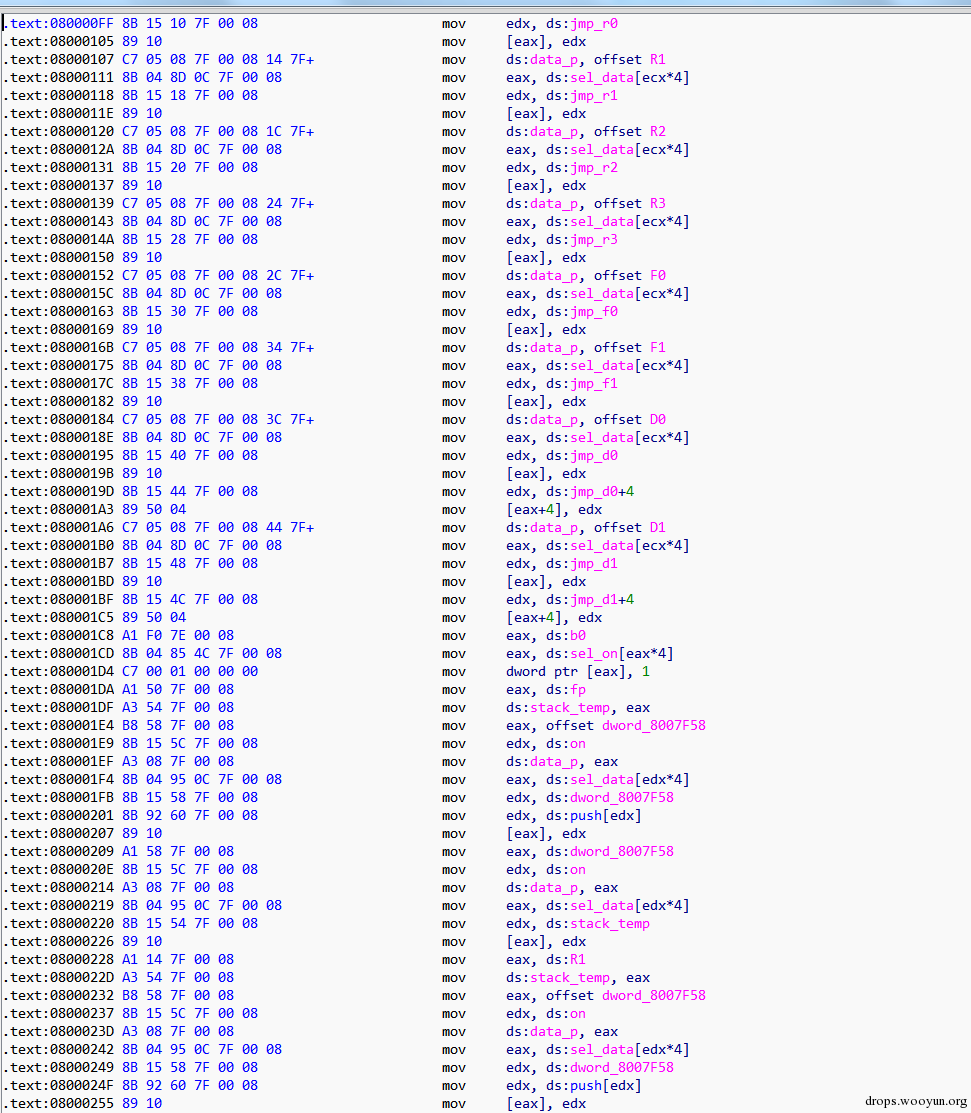 .text:080000FF 8B 15 10 7F 00 08 mov edx, ds:jmp_r0
.text:08000105 89 10 mov [eax], edx
.text:08000107 C7 05 08 7F 00 08 14 7F+ mov ds:data_p, offset R1
.text:08000111 8B 04 8D 0C 7F 00 08 mov eax, ds:sel_data[ecx*4]
.text:08000118 8B 15 18 7F 00 08 mov edx, ds:jmp_r1
.text:0800011E 89 10 mov [eax], edx
.text:08000120 C7 05 08 7F 00 08 1C 7F+ mov ds:data_p, offset R2
.text:0800012A 8B 04 8D 0C 7F 00 08 mov eax, ds:sel_data[ecx*4]
.text:08000131 8B 15 20 7F 00 08 mov edx, ds:jmp_r2
.text:08000137 89 10 mov [eax], edx
.text:08000139 C7 05 08 7F 00 08 24 7F+ mov ds:data_p, offset R3
.text:08000143 8B 04 8D 0C 7F 00 08 mov eax, ds:sel_data[ecx*4]
.text:0800014A 8B 15 28 7F 00 08 mov edx, ds:jmp_r3
.text:08000150 89 10 mov [eax], edx
.text:08000152 C7 05 08 7F 00 08 2C 7F+ mov ds:data_p, offset F0
.text:0800015C 8B 04 8D 0C 7F 00 08 mov eax, ds:sel_data[ecx*4]
.text:08000163 8B 15 30 7F 00 08 mov edx, ds:jmp_f0
.text:08000169 89 10 mov [eax], edx
.text:0800016B C7 05 08 7F 00 08 34 7F+ mov ds:data_p, offset F1
.text:08000175 8B 04 8D 0C 7F 00 08 mov eax, ds:sel_data[ecx*4]
.text:0800017C 8B 15 38 7F 00 08 mov edx, ds:jmp_f1
.text:08000182 89 10 mov [eax], edx
.text:08000184 C7 05 08 7F 00 08 3C 7F+ mov ds:data_p, offset D0
.text:0800018E 8B 04 8D 0C 7F 00 08 mov eax, ds:sel_data[ecx*4]
.text:08000195 8B 15 40 7F 00 08 mov edx, ds:jmp_d0
.text:0800019B 89 10 mov [eax], edx
.text:0800019D 8B 15 44 7F 00 08 mov edx, ds:jmp_d0+4
.text:080001A3 89 50 04 mov [eax+4], edx
.text:080001A6 C7 05 08 7F 00 08 44 7F+ mov ds:data_p, offset D1
.text:080001B0 8B 04 8D 0C 7F 00 08 mov eax, ds:sel_data[ecx*4]
.text:080001B7 8B 15 48 7F 00 08 mov edx, ds:jmp_d1
.text:080001BD 89 10 mov [eax], edx
.text:080001BF 8B 15 4C 7F 00 08 mov edx, ds:jmp_d1+4
.text:080001C5 89 50 04 mov [eax+4], edx
.text:080001C8 A1 F0 7E 00 08 mov eax, ds:b0
.text:080001CD 8B 04 85 4C 7F 00 08 mov eax, ds:sel_on[eax*4]
.text:080001D4 C7 00 01 00 00 00 mov dword ptr [eax], 1
.text:080001DA A1 50 7F 00 08 mov eax, ds:fp
.text:080001DF A3 54 7F 00 08 mov ds:stack_temp, eax
.text:080001E4 B8 58 7F 00 08 mov eax, offset dword_8007F58
.text:080001E9 8B 15 5C 7F 00 08 mov edx, ds:on
.text:080001EF A3 08 7F 00 08 mov ds:data_p, eax
.text:080001F4 8B 04 95 0C 7F 00 08 mov eax, ds:sel_data[edx*4]
.text:080001FB 8B 15 58 7F 00 08 mov edx, ds:dword_8007F58
.text:08000201 8B 92 60 7F 00 08 mov edx, ds:push[edx]
.text:08000207 89 10 mov [eax], edx
.text:08000209 A1 58 7F 00 08 mov eax, ds:dword_8007F58
.text:0800020E 8B 15 5C 7F 00 08 mov edx, ds:on
.text:08000214 A3 08 7F 00 08 mov ds:data_p, eax
.text:08000219 8B 04 95 0C 7F 00 08 mov eax, ds:sel_data[edx*4]
.text:08000220 8B 15 54 7F 00 08 mov edx, ds:stack_temp
.text:08000226 89 10 mov [eax], edx
.text:08000228 A1 14 7F 00 08 mov eax, ds:R1
.text:0800022D A3 54 7F 00 08 mov ds:stack_temp, eax
.text:08000232 B8 58 7F 00 08 mov eax, offset dword_8007F58
.text:08000237 8B 15 5C 7F 00 08 mov edx, ds:on
.text:0800023D A3 08 7F 00 08 mov ds:data_p, eax
.text:08000242 8B 04 95 0C 7F 00 08 mov eax, ds:sel_data[edx*4]
.text:08000249 8B 15 58 7F 00 08 mov edx, ds:dword_8007F58
.text:0800024F 8B 92 60 7F 00 08 mov edx, ds:push[edx]
.text:08000255 89 10 mov [eax], edx
drops.wooyun.org